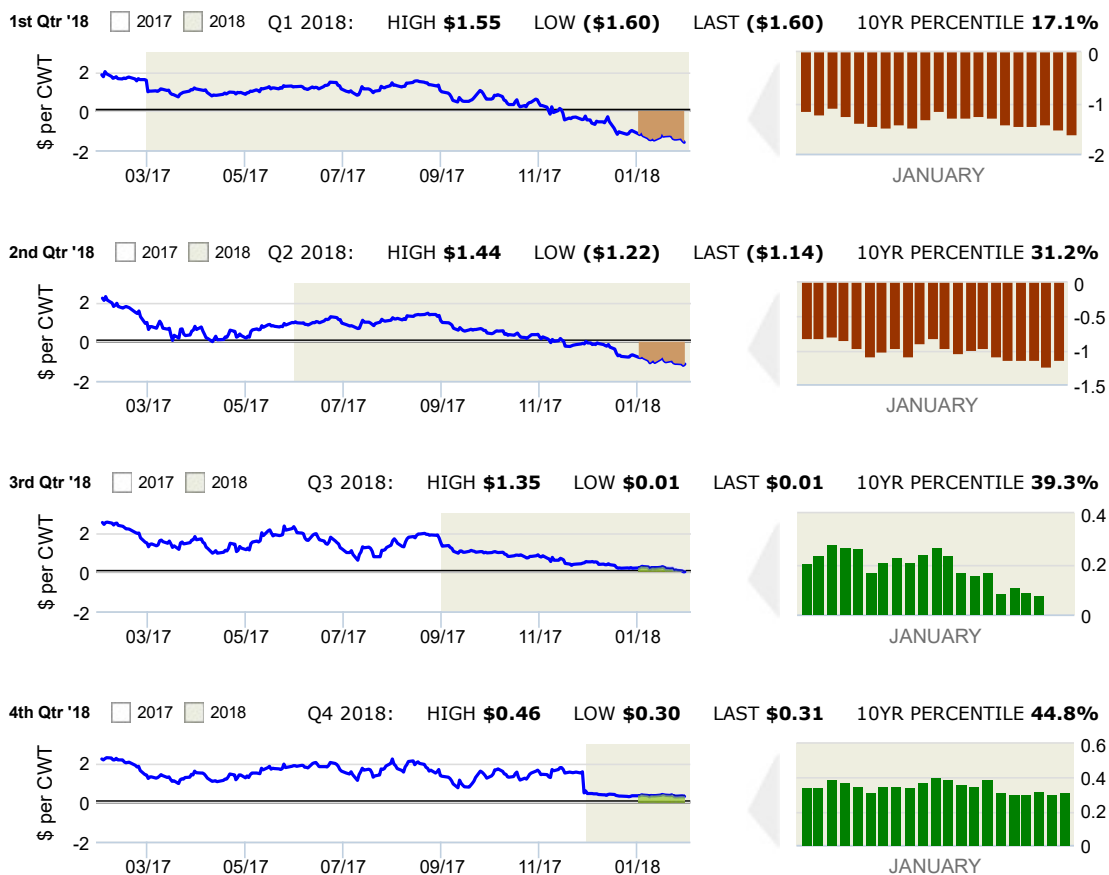 1st Qtr '18 2017 2018 Q1 2018: HIGH $1.55 LOW ($1.60) LAST ($1.60) 10YR PERCENTILE 17.1%
$ per CWT
2
0
-2
03/17 05/17 07/17 09/17 11/17 01/18
0
-1
-2
JANUARY
2nd Qtr '18 2017 2018 Q2 2018: HIGH $1.44 LOW ($1.22) LAST ($1.14) 10YR PERCENTILE 31.2%
$ per CWT
2
0
-2
03/17 05/17 07/17 09/17 11/17 01/18
0
-0.5
-1
-1.5
JANUARY
3rd Qtr '18 2017 2018 Q3 2018: HIGH $1.35 LOW $0.01 LAST $0.01 10YR PERCENTILE 39.3%
$ per CWT
2
0
-2
03/17 05/17 07/17 09/17 11/17 01/18
0.4
0.2
0
JANUARY
4th Qtr '18 2017 2018 Q4 2018: HIGH $0.46 LOW $0.30 LAST $0.31 10YR PERCENTILE 44.8%
$ per CWT
2
0
-2
03/17 05/17 07/17 09/17 11/17 01/18
0.6
0.4
0.2
0
JANUARY